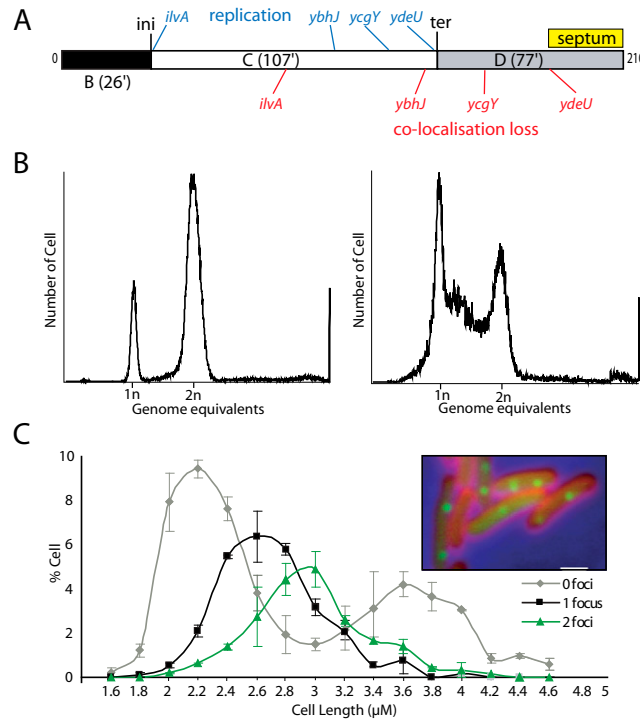 A
ini
ilvA
replication
ybhJ
ycgY
ydeU
ter
septum
0
B (26')
C (107')
D (77')
210
ilvA
ybhJ
ycgY
ydeU
co-localisation loss
B
Number of Cell
1n
2n
Genome equivalents
Number of Cell
1n
2n
Genome equivalents
C
% Cell
10
8
6
4
2
0
0 foci
1 focus
2 foci
1.6 1.8 2 2.2 2.4 2.6 2.8 3 3.2 3.4 3.6 3.8 4 4.2 4.4 4.6 4.8 5
Cell Length (μM)